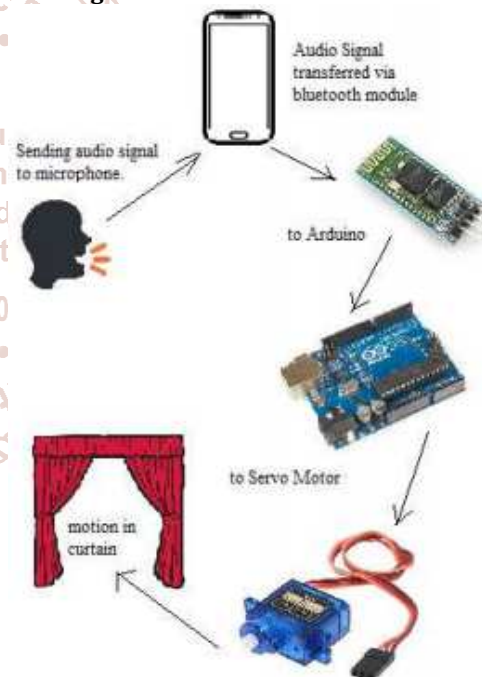 Audio Signal
transferred via
bluetooth module
Sending audio signal
to microphone.
to Arduino
to Servo Motor
motion in
curtain